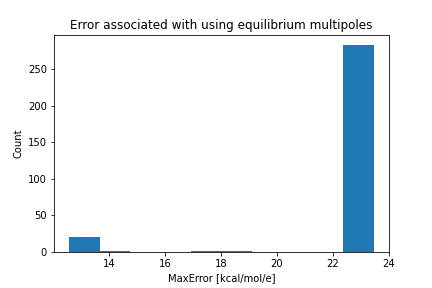 Error associated with using equilibrium multipoles
250
200
150
100
50
0
Count
14 16 18 20 22 24
MaxError [kcal/mol/e]